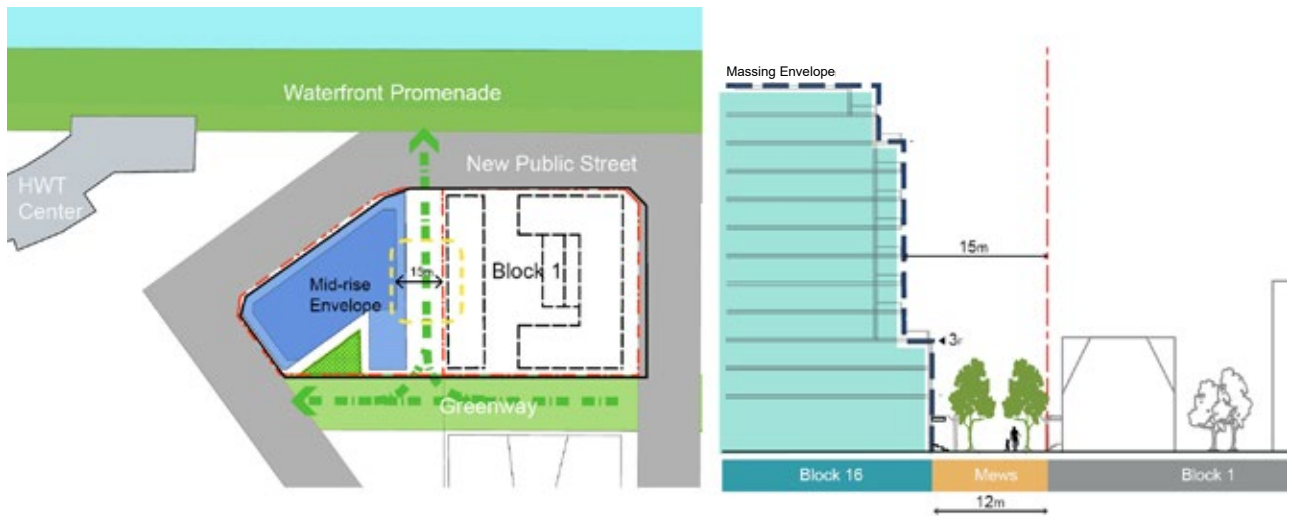 Waterfront Promenade
New Public Street
HWT
Center
Mid-rise
Envelope
15m
Block 1
Greenway
Massing Envelope
15m
Block 16
Mews
Block 1
12m